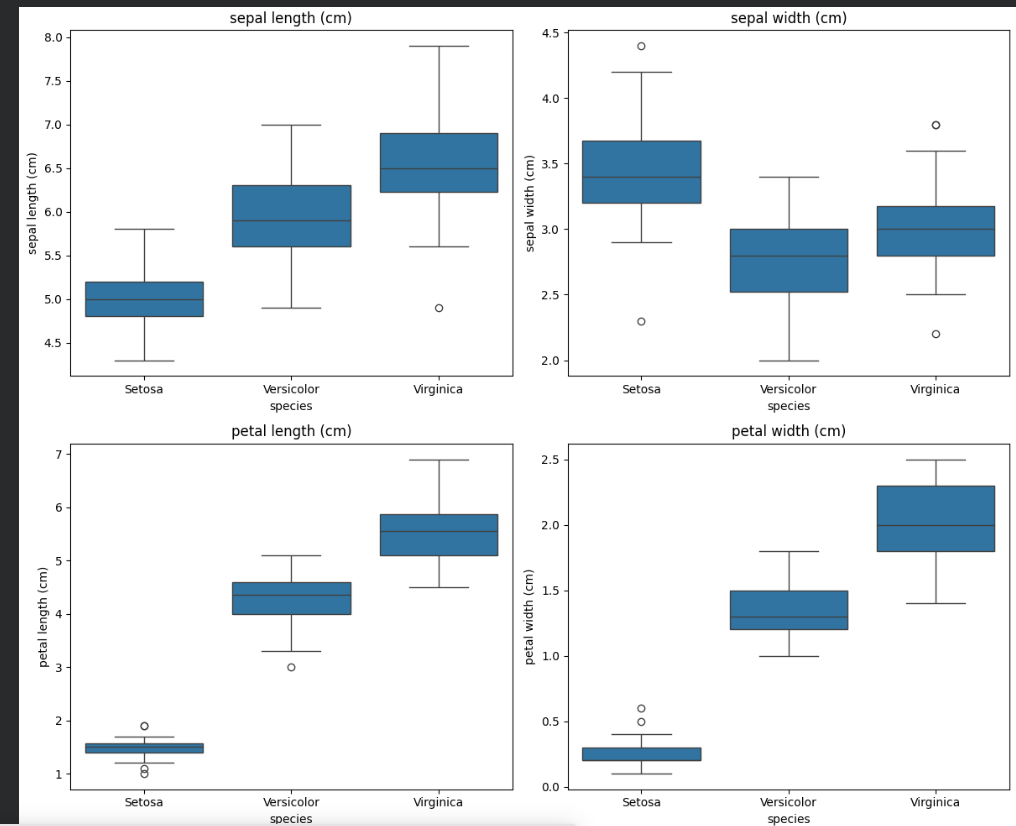 sepal length (cm)
sepal length (cm)
8.0
7.5
7.0
6.5
6.0
5.5
5.0
4.5
Setosa Versicolor Virginica
species
sepal width (cm)
sepal width (cm)
4.5
4.0
3.5
3.0
2.5
2.0
Setosa Versicolor Virginica
species
petal length (cm)
petal length (cm)
7
6
5
4
3
2
1
Setosa Versicolor Virginica
species
petal width (cm)
petal width (cm)
2.5
2.0
1.5
1.0
0.5
0.0
Setosa Versicolor Virginica
species